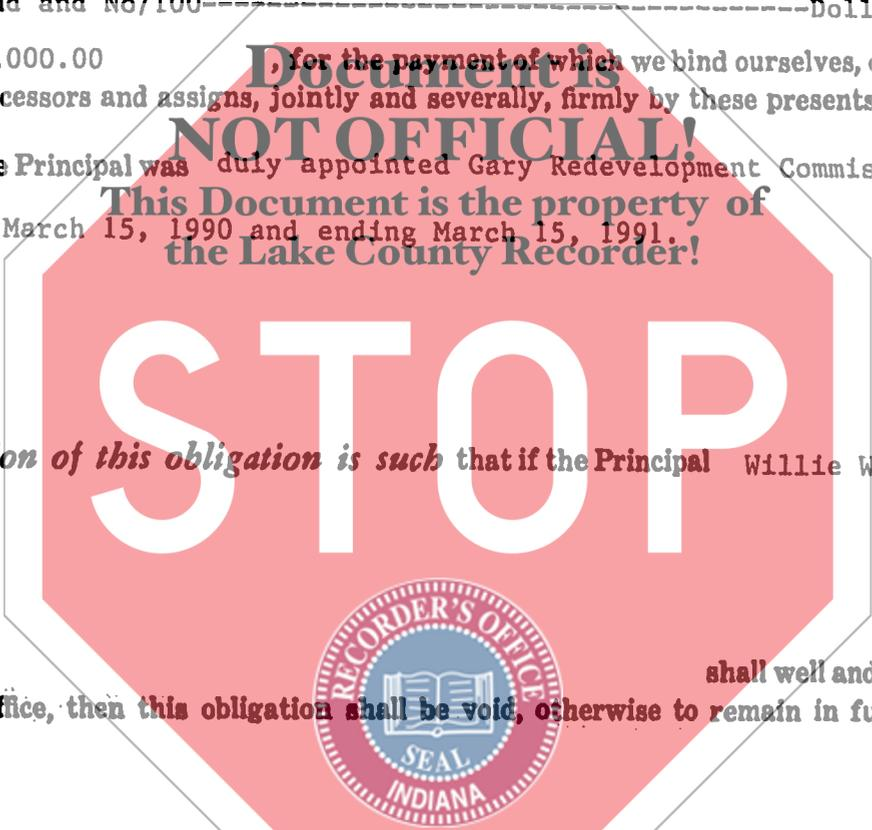 and No/100--------------------------------------Doll
,000.00 , for the payment of which we bind ourselves,
Document is
cessors and assigns, jointly and severally, firmly by these presents
NOT OFFICIAL!
Principal was duly appointed Gary Redevelopment Commis
This Document is the property of
March 15, 1990 and ending March 15, 1991.
the Lake County Recorder!
STOP
on of this obligation is such that if the Principal Willie W
RECORDER'S OFFICE
shall well and
ffice, then this obligation shall be void, otherwise to remain in fu
SEAL
INDIANA